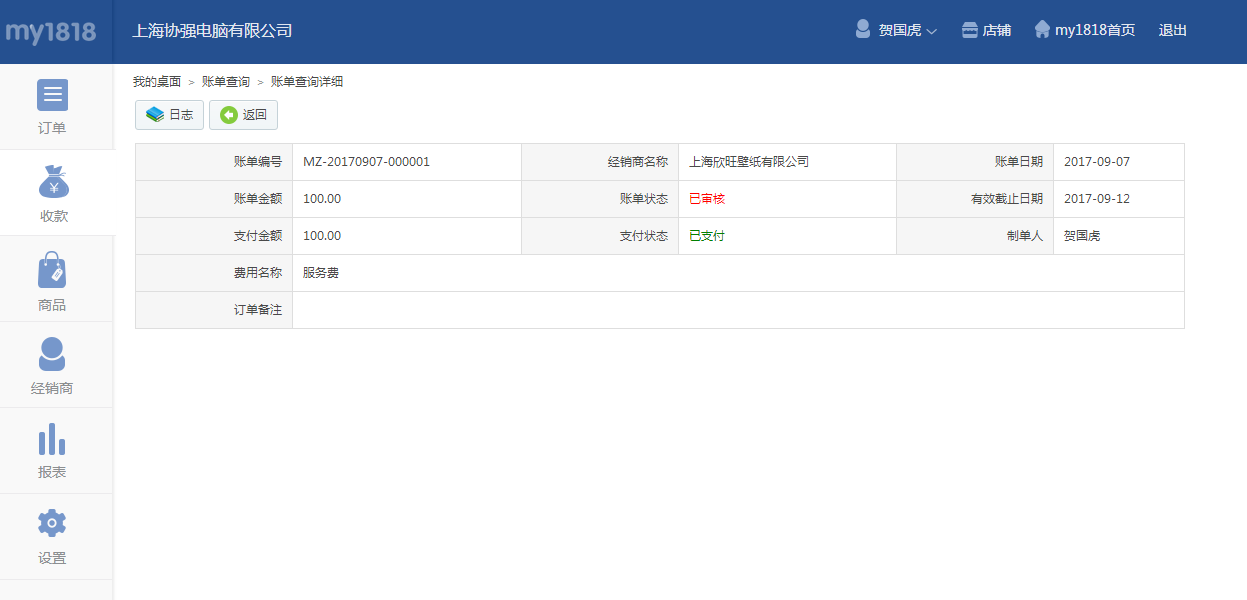 my1818 上海协强电脑有限公司 贺国虎 店铺 my1818首页 退出
我的桌面 > 账单查询 > 账单查询详细
日志 返回
账单编号 MZ-20170907-000001 经销商名称 上海欣旺壁纸有限公司 账单日期 2017-09-07
账单金额 100.00 账单状态 已审核 有效截止日期 2017-09-12
支付金额 100.00 支付状态 已支付 制单人 贺国虎
费用名称 服务费
订单备注
订单
¥
收款
商品
经销商
报表
设置